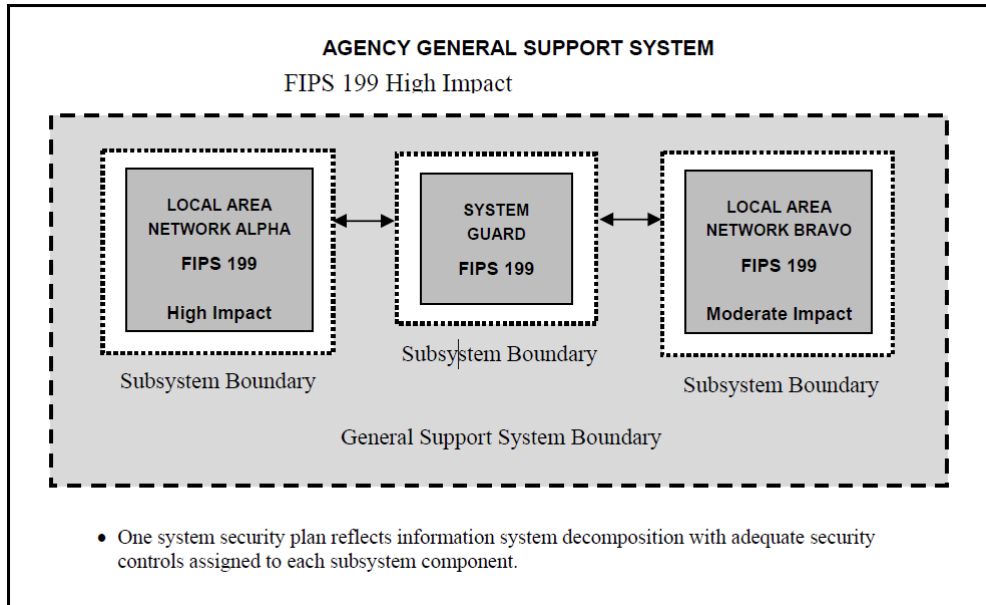 AGENCY GENERAL SUPPORT SYSTEM
FIPS 199 High Impact
LOCAL AREA
NETWORK ALPHA
FIPS 199
High Impact
SYSTEM
GUARD
FIPS 199
LOCAL AREA
NETWORK BRAVO
FIPS 199
Moderate Impact
Subsystem Boundary
Subsystem Boundary
Subsystem Boundary
General Support System Boundary
• One system security plan reflects information system decomposition with adequate security
controls assigned to each subsystem component.